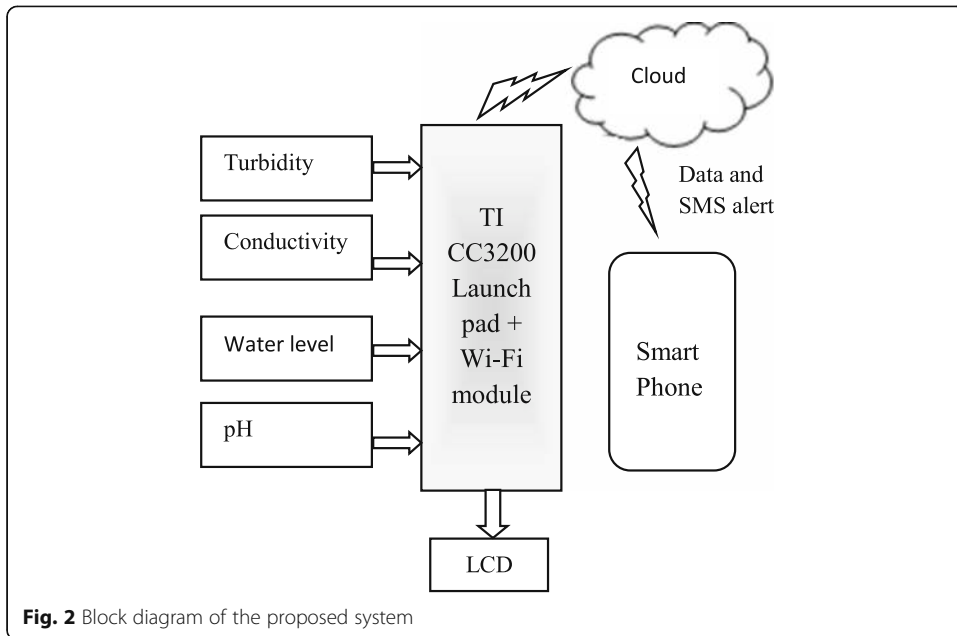 Cloud
Turbidity
Conductivity
Water level
pH
TI
CC3200
Launch
pad +
Wi-Fi
module
Data and
SMS alert
Smart
Phone
LCD
Fig. 2 Block diagram of the proposed system